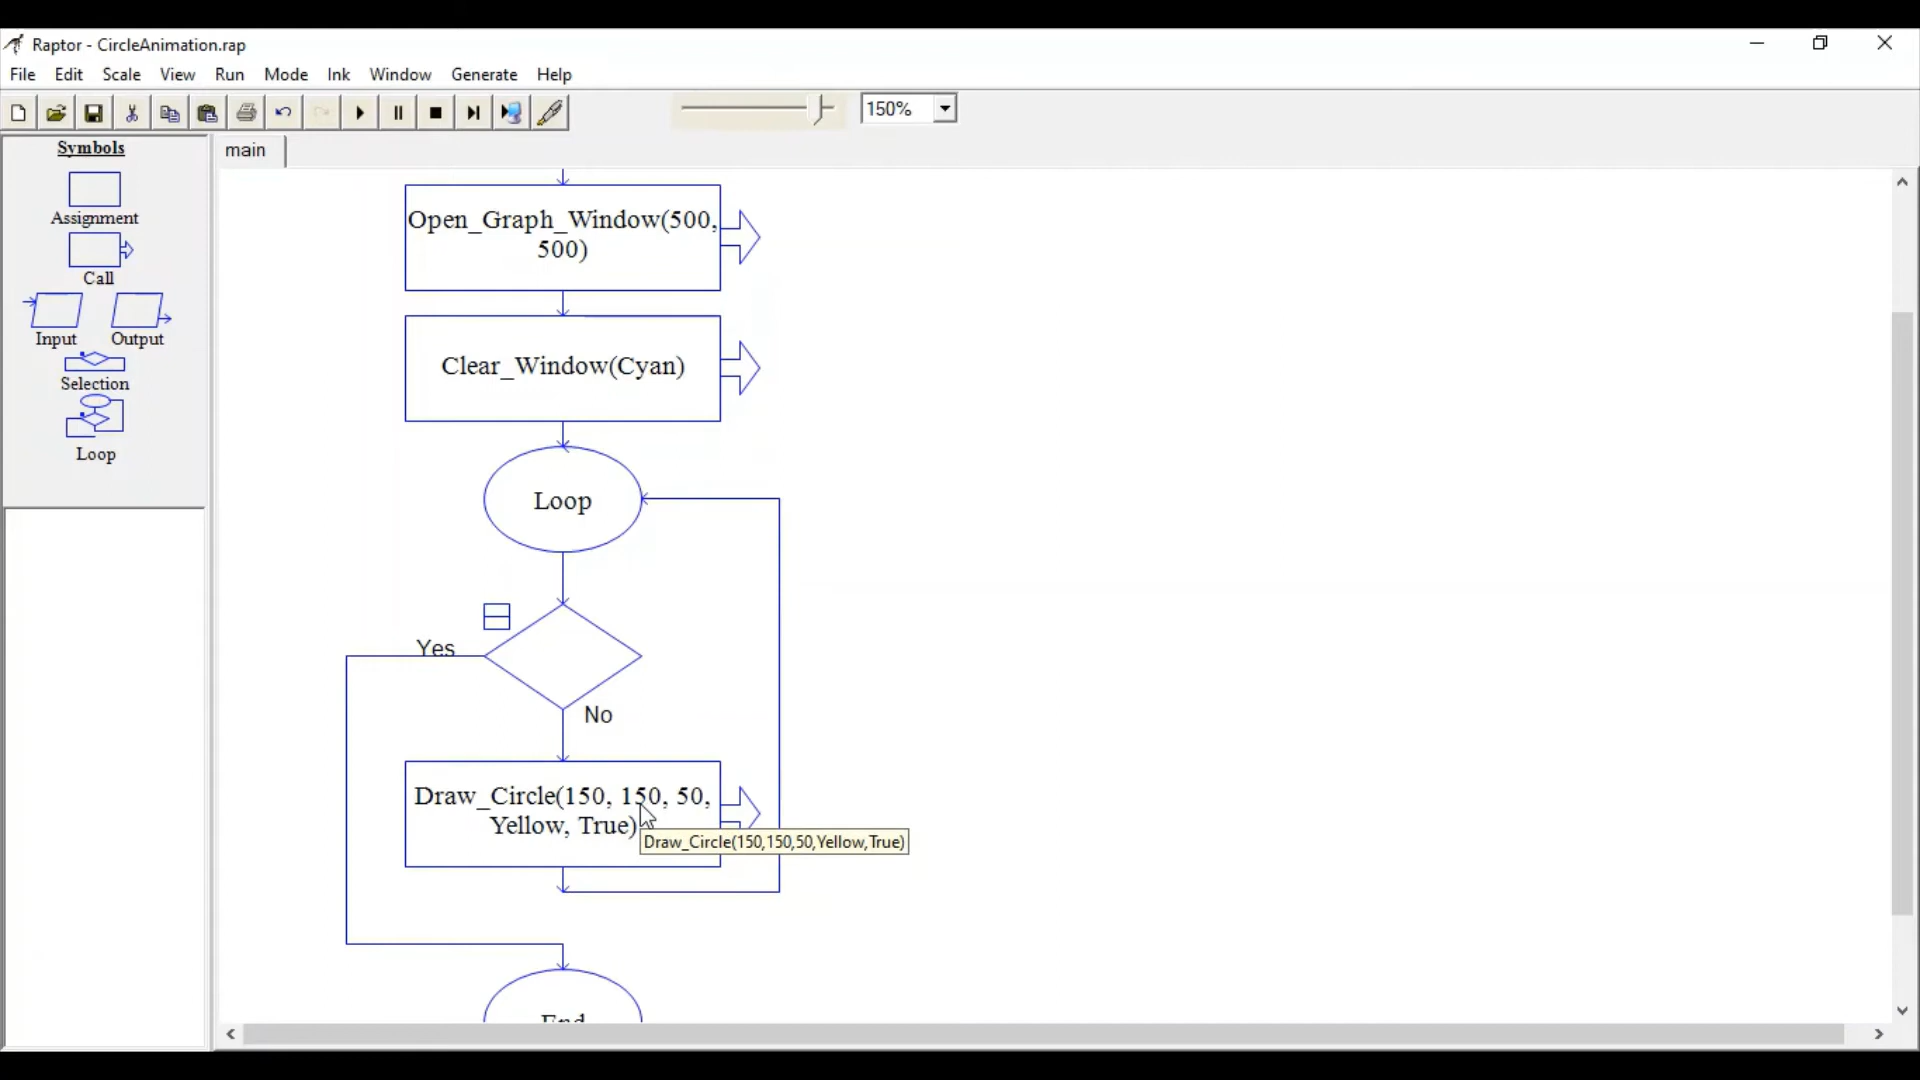 Raptor - CircleAnimation.rap
File Edit Scale View Run Mode Ink Window Generate Help
150%
Symbols
Assignment
Call
Input Output
Selection
Loop
main
Open_Graph_Window(500,
500)
Clear_Window(Cyan)
Loop
Yes
No
Draw_Circle(150, 150, 50,
Yellow, True)
Draw_Circle(150,150,50,Yellow,True)
End